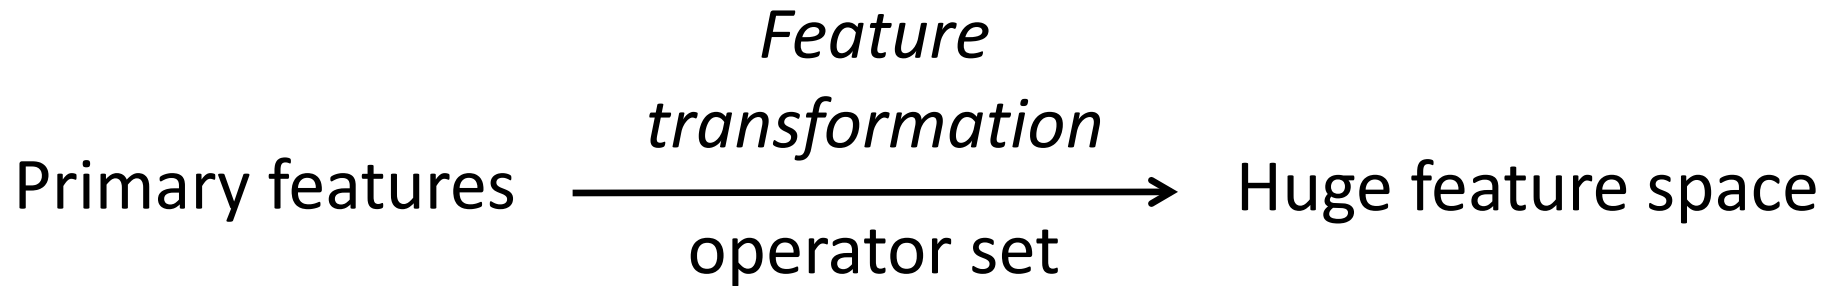 Feature
transformation
Primary features
operator set
Huge feature space